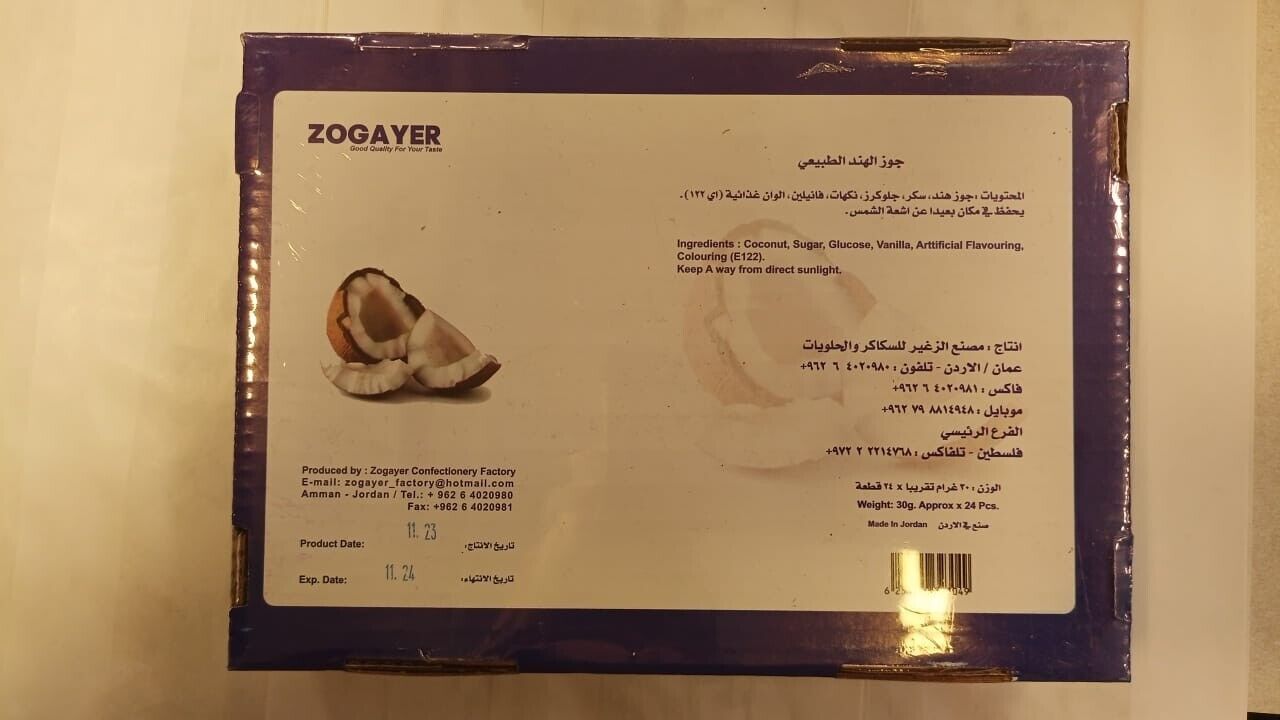 ZOGAYER
Good Quality For Your Taste
جوز الهند الطبيعي
المحتويات : جوز هند، سكر، جلوكرز، نكهات، فانيلين، الوان غذائية (اي ١٢٢).
يحفظ في مكان بعيدا عن اشعة الشمس.
Ingredients : Coconut, Sugar, Glucose, Vanilla, Arttificial Flavouring,
Colouring (E122).
Keep A way from direct sunlight.
انتاج : مصنع الزغير للسكاكر والحلويات
عمان / الاردن - تلفون : ٤٠٢٠٩٨٠ ٦ ٩٦٢+
فاكس : ٤٠٢٠٩٨١ ٦ ٩٦٢+
موبايل : ٨٨١٤٩٤٨ ٧٩ ٩٦٢+
الفرع الرئيسي
فلسطين - تلفاكس : ٢٢١٤٧٦٨ ٢ ٩٧٢+
Produced by : Zogayer Confectionery Factory
E-mail: zogayer_factory@hotmail.com
Amman - Jordan / Tel.: + 962 6 4020980
Fax: +962 6 4020981
الوزن : ٣٠ غرام تقريبا x ٢٤ قطعة
Weight: 30g. Approx x 24 Pcs.
Made In Jordan صنع في الاردن
Product Date: 11. 23 تاريخ الانتاج:
Exp. Date: 11. 24 تاريخ الانتهاء: